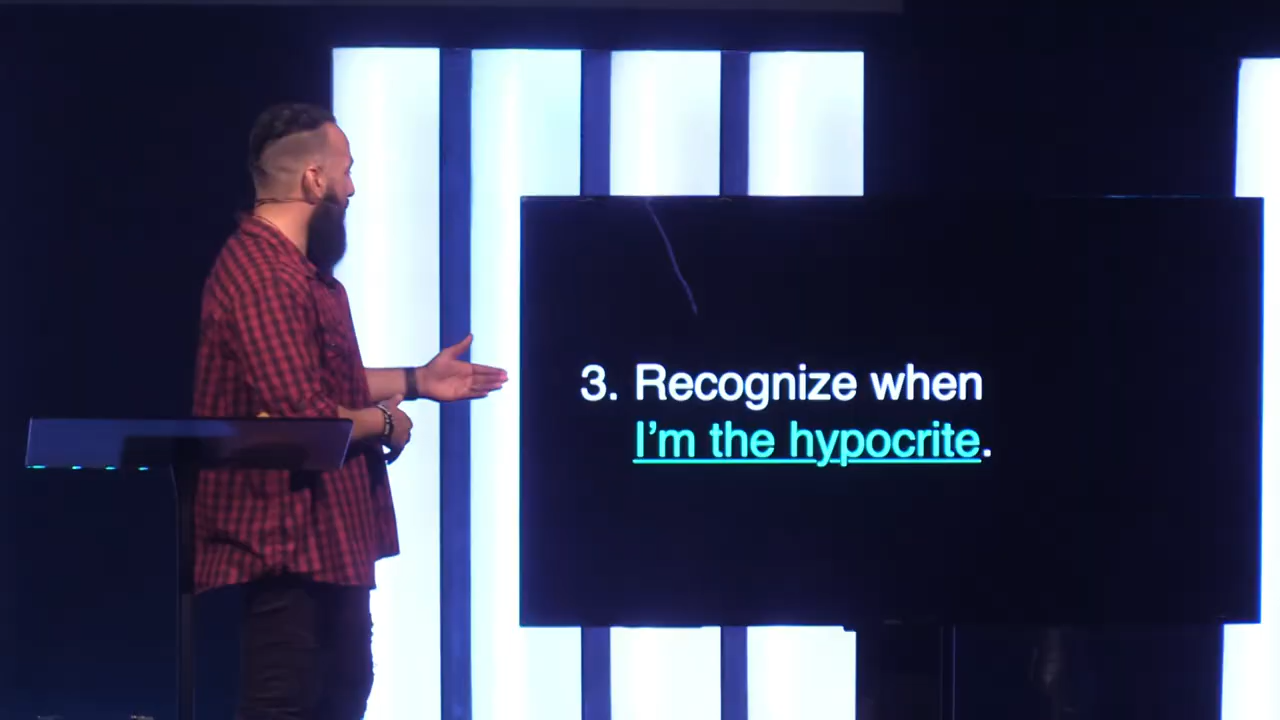 3. Recognize when
I'm the hypocrite.